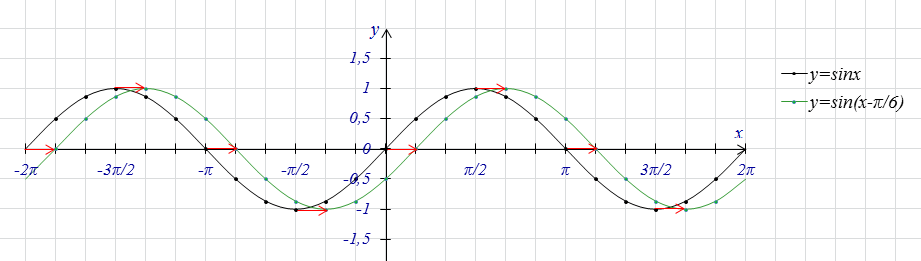 y
1,5
1
0,5
0
-0,5
-1
-1,5
-2π
-3π/2
-π
-π/2
π/2
π
3π/2
2π
x
y=sinx
y=sin(x-π/6)